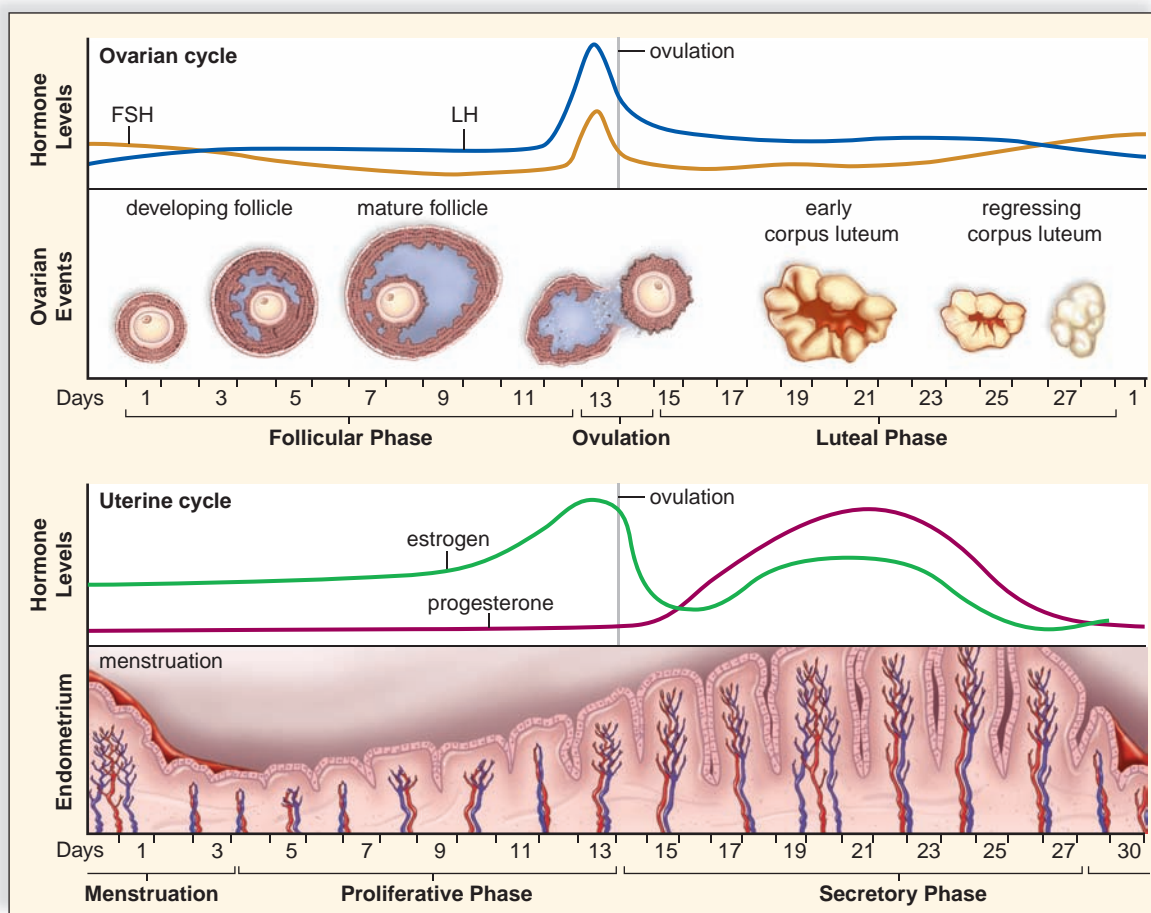 Ovarian cycle
ovulation
Hormone
Levels
FSH
LH
developing follicle
mature follicle
early
corpus luteum
regressing
corpus luteum
Ovarian
Events
Days 1 3 5 7 9 11 13 15 17 19 21 23 25 27 1
Follicular Phase Ovulation Luteal Phase
Uterine cycle
ovulation
Hormone
Levels
estrogen
progesterone
menstruation
Endometrium
Days 1 3 5 7 9 11 13 15 17 19 21 23 25 27 30
Menstruation Proliferative Phase Secretory Phase